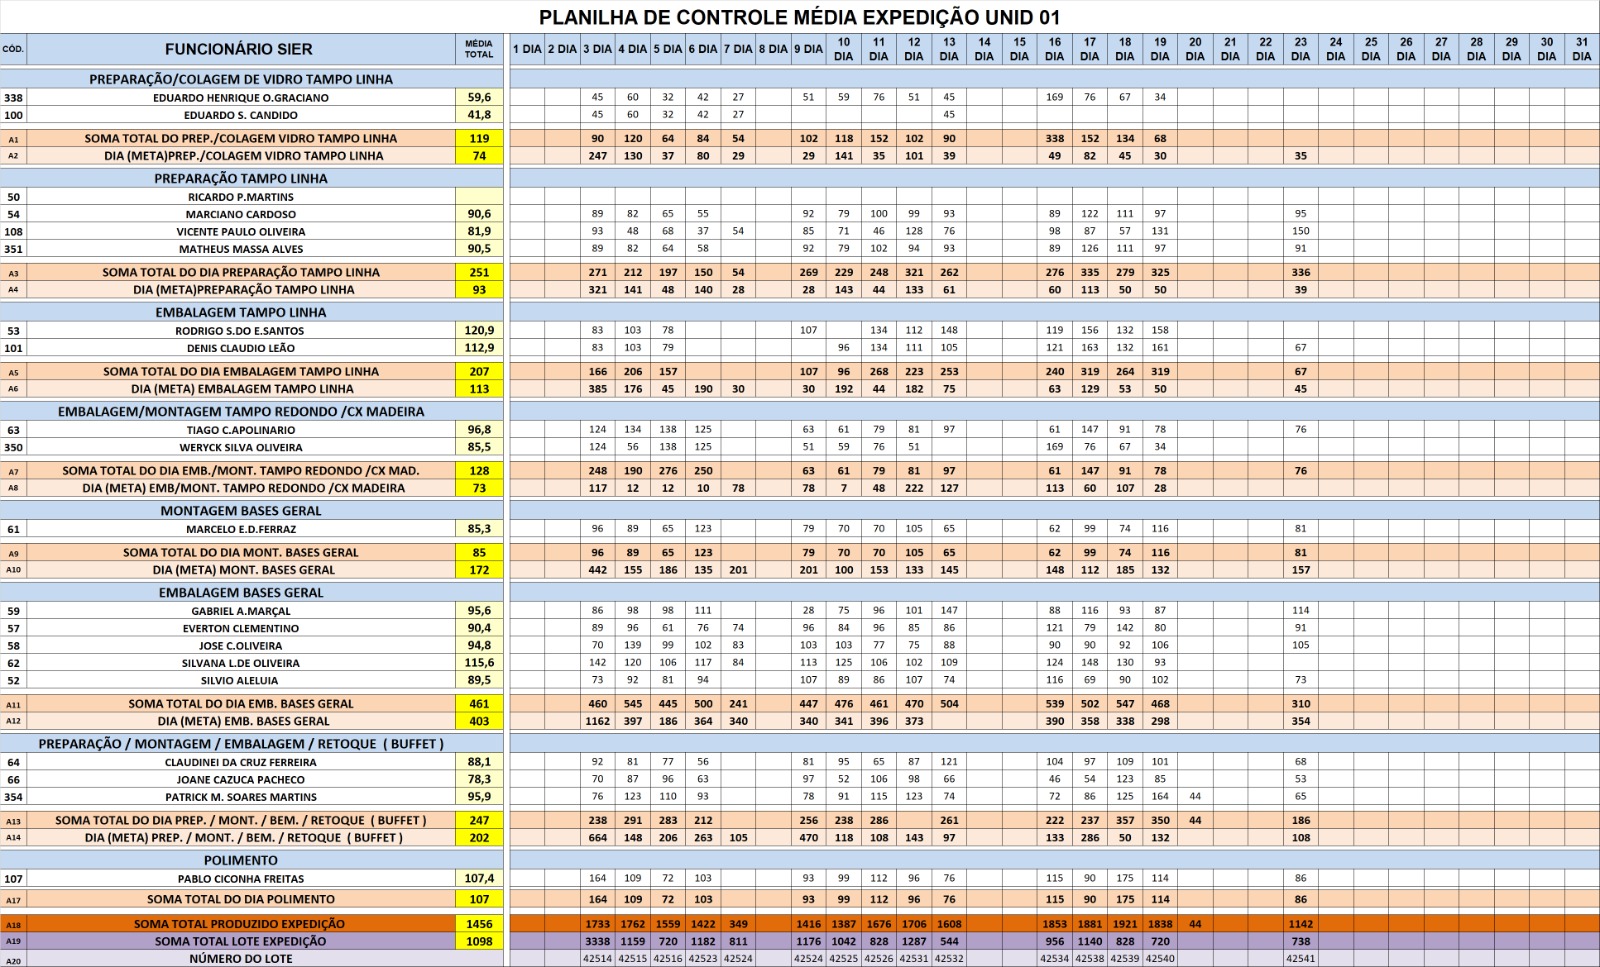 PLANILHA DE CONTROLE MÉDIA EXPEDIÇÃO UNID 01
CÓD. FUNCIONÁRIO SIER MÉDIA TOTAL 1 DIA 2 DIA 3 DIA 4 DIA 5 DIA 6 DIA 7 DIA 8 DIA 9 DIA 10 DIA 11 DIA 12 DIA 13 DIA 14 DIA 15 DIA 16 DIA 17 DIA 18 DIA 19 DIA 20 DIA 21 DIA 22 DIA 23 DIA 24 DIA 25 DIA 26 DIA 27 DIA 28 DIA 29 DIA 30 DIA 31 DIA
PREPARAÇÃO/COLAGEM DE VIDRO TAMPO LINHA
338 EDUARDO HENRIQUE O.GRACIANO 59,6 45 60 32 42 27 51 59 76 51 45 169 76 67 34
100 EDUARDO S. CANDIDO 41,8 45 60 32 42 27 45
A1 SOMA TOTAL DO PREP./COLAGEM VIDRO TAMPO LINHA 119 90 120 64 84 54 102 118 152 102 90 338 152 134 68
A2 DIA (META)PREP./COLAGEM VIDRO TAMPO LINHA 74 247 130 37 80 29 29 141 35 101 39 49 82 45 30 35
PREPARAÇÃO TAMPO LINHA
50 RICARDO P.MARTINS
54 MARCIANO CARDOSO 90,6 89 82 65 55 92 79 100 99 93 89 122 111 97 95
108 VICENTE PAULO OLIVEIRA 81,9 93 48 68 37 54 85 71 46 128 76 98 87 57 131 150
351 MATHEUS MASSA ALVES 90,5 89 82 64 58 92 79 102 94 93 89 126 111 97 91
A3 SOMA TOTAL DO DIA PREPARAÇÃO TAMPO LINHA 251 271 212 197 150 54 269 229 248 321 262 276 335 279 325 336
A4 DIA (META)PREPARAÇÃO TAMPO LINHA 93 321 141 48 140 28 28 143 44 133 61 60 113 50 50 39
EMBALAGEM TAMPO LINHA
53 RODRIGO S.DO E.SANTOS 120,9 83 103 78 107 134 112 148 119 156 132 158
101 DENIS CLAUDIO LEÃO 112,9 83 103 79 96 134 111 105 121 163 132 161 67
A5 SOMA TOTAL DO DIA EMBALAGEM TAMPO LINHA 207 166 206 157 107 96 268 223 253 240 319 264 319 67
A6 DIA (META) EMBALAGEM TAMPO LINHA 113 385 176 45 190 30 30 192 44 182 75 63 129 53 50 45
EMBALAGEM/MONTAGEM TAMPO REDONDO /CX MADEIRA
63 TIAGO C.APOLINARIO 96,8 124 134 138 125 63 61 79 81 97 61 147 91 78 76
350 WERYCK SILVA OLIVEIRA 85,5 124 56 138 125 51 59 76 51 169 76 67 34
A7 SOMA TOTAL DO DIA EMB./MONT. TAMPO REDONDO /CX MAD. 128 248 190 276 250 63 61 79 81 97 61 147 91 78 76
A8 DIA (META) EMB/MONT. TAMPO REDONDO /CX MADEIRA 73 117 12 12 10 78 78 7 48 222 127 113 60 107 28
MONTAGEM BASES GERAL
61 MARCELO E.D.FERRAZ 85,3 96 89 65 123 79 70 70 105 65 62 99 74 116 81
A9 SOMA TOTAL DO DIA MONT. BASES GERAL 85 96 89 65 123 79 70 70 105 65 62 99 74 116 81
A10 DIA (META) MONT. BASES GERAL 172 442 155 186 135 201 201 100 153 133 145 148 112 185 132 157
EMBALAGEM BASES GERAL
59 GABRIEL A.MARÇAL 95,6 86 98 98 111 28 75 96 101 147 88 116 93 87 114
57 EVERTON CLEMENTINO 90,4 89 96 61 76 74 96 84 96 85 86 121 79 142 80 91
58 JOSE C.OLIVEIRA 94,8 70 139 99 102 83 103 103 77 75 88 90 90 92 106 105
62 SILVANA L.DE OLIVEIRA 115,6 142 120 106 117 84 113 125 106 102 109 124 148 130 93
52 SILVIO ALELUIA 89,5 73 92 81 94 107 89 86 107 74 116 69 90 102 73
A11 SOMA TOTAL DO DIA EMB. BASES GERAL 461 460 545 445 500 241 447 476 461 470 504 539 502 547 468 310
A12 DIA (META) EMB. BASES GERAL 403 1162 397 186 364 340 340 341 396 373 390 358 338 298 354
PREPARAÇÃO / MONTAGEM / EMBALAGEM / RETOQUE ( BUFFET )
64 CLAUDINEI DA CRUZ FERREIRA 88,1 92 81 77 56 81 95 65 87 121 104 97 109 101 68
66 JOANE CAZUCA PACHECO 78,3 70 87 96 63 97 52 106 98 66 46 54 123 85 53
354 PATRICK M. SOARES MARTINS 95,9 76 123 110 93 78 91 115 123 74 72 86 125 164 44 65
A13 SOMA TOTAL DO DIA PREP. / MONT. / BEM. / RETOQUE ( BUFFET ) 247 238 291 283 212 256 238 286 261 222 237 357 350 44 186
A14 DIA (META) PREP. / MONT. / BEM. / RETOQUE ( BUFFET ) 202 664 148 206 263 105 470 118 108 143 97 133 286 50 132 108
POLIMENTO
107 PABLO CICONHA FREITAS 107,4 164 109 72 103 93 99 112 96 76 115 90 175 114 86
A17 SOMA TOTAL DO DIA POLIMENTO 107 164 109 72 103 93 99 112 96 76 115 90 175 114 86
A18 SOMA TOTAL PRODUZIDO EXPEDIÇÃO 1456 1733 1762 1559 1422 349 1416 1387 1676 1706 1608 1853 1881 1921 1838 44 1142
A19 SOMA TOTAL LOTE EXPEDIÇÃO 1098 3338 1159 720 1182 811 1176 1042 828 1287 544 956 1140 828 720 738
A20 NÚMERO DO LOTE 42514 42515 42516 42523 42524 42524 42525 42526 42531 42532 42534 42538 42539 42540 42541